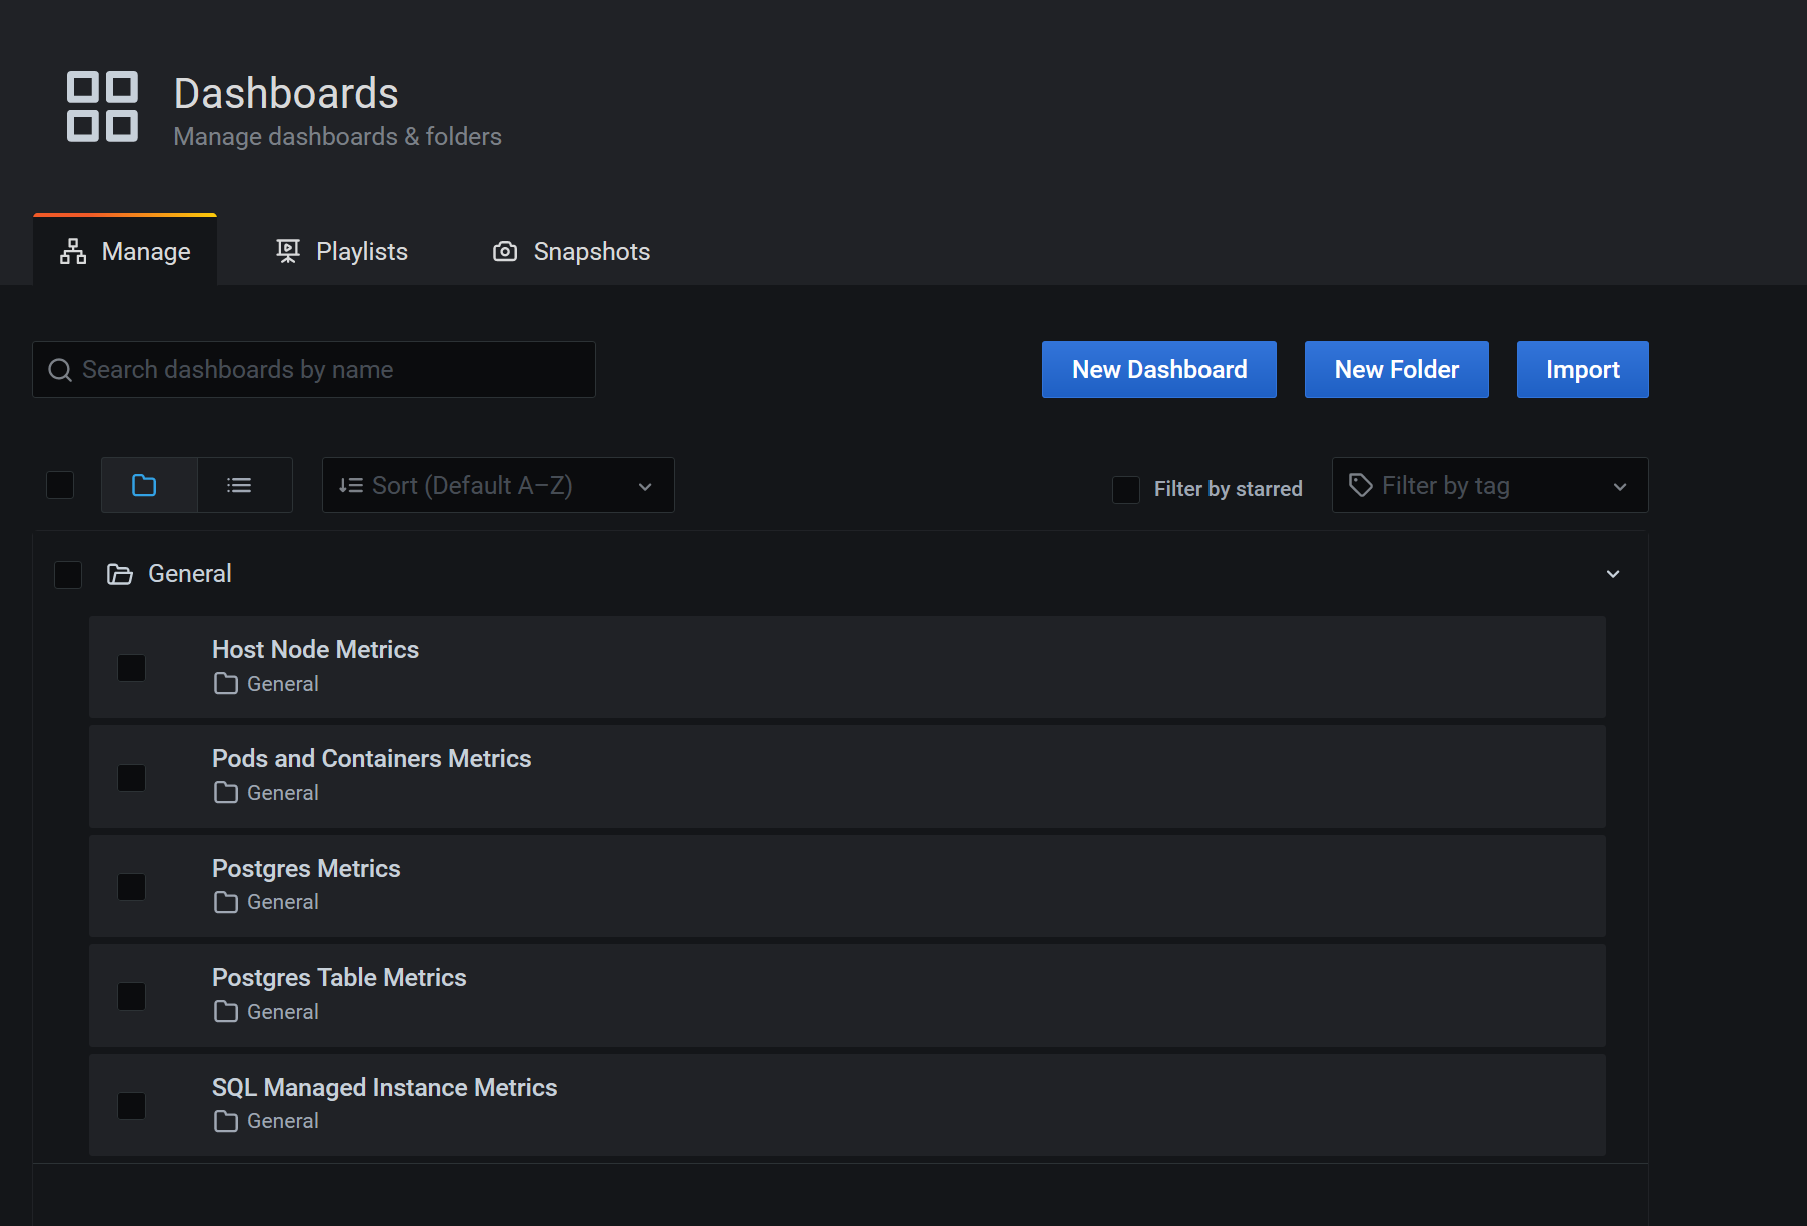 Dashboards
Manage dashboards & folders
Manage
Playlists
Snapshots
Search dashboards by name
New Dashboard
New Folder
Import
Sort (Default A–Z)
Filter by starred
Filter by tag
General
Host Node Metrics
General
Pods and Containers Metrics
General
Postgres Metrics
General
Postgres Table Metrics
General
SQL Managed Instance Metrics
General